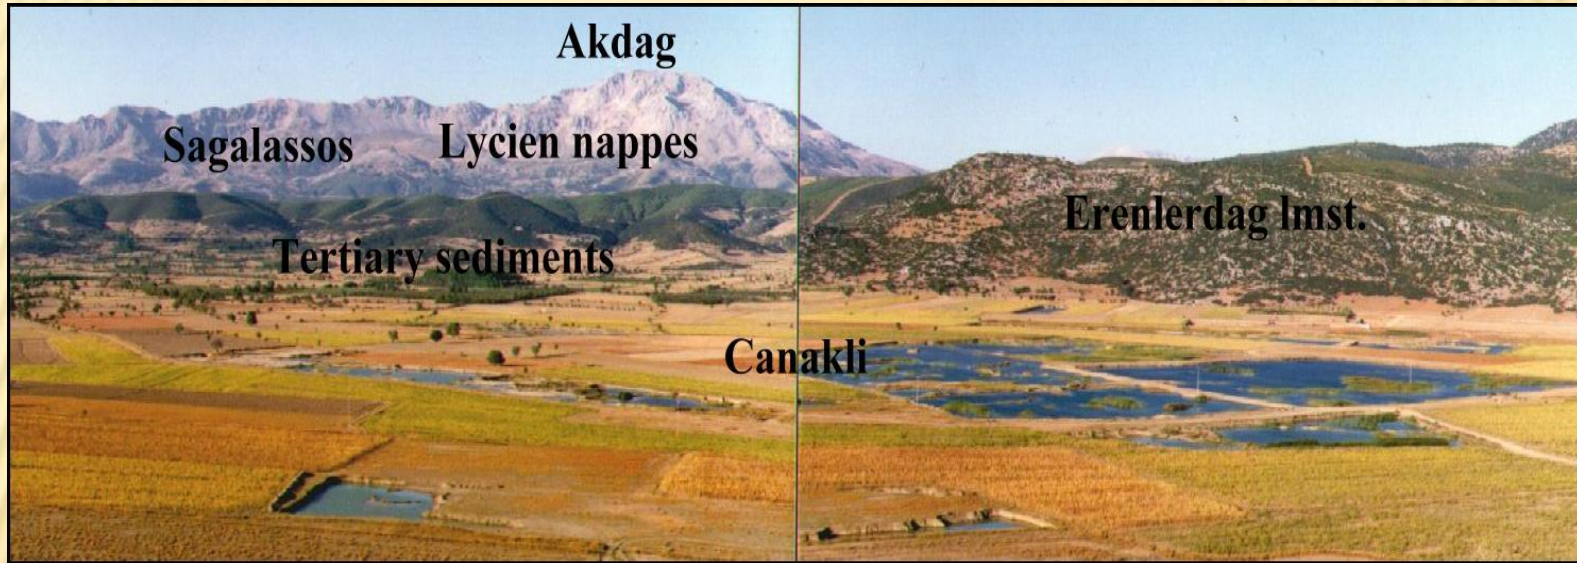 Akdag
Sagalassos
Lycien nappes
Erenlerdag lmst.
Tertiary sediments
Canakli